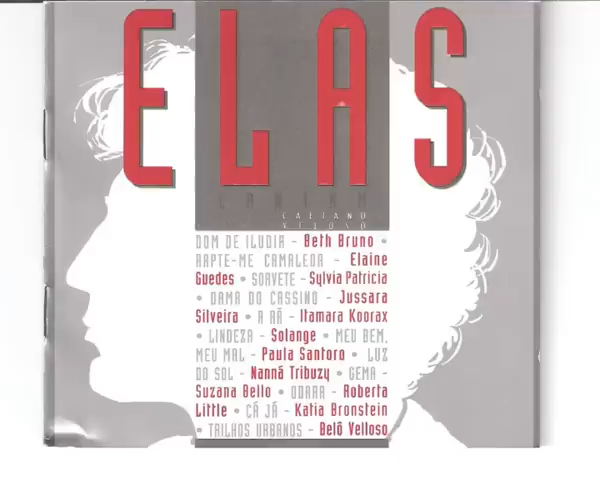 ELAS
CANTAM
CAETANO
VELOSO
DOM DE ILUDIR - Beth Bruno •
RAPTE-ME CAMALEOA - Elaine
Guedes • SORVETE - Sylvia Patricia
• DAMA DO CASSINO - Jussara
Silveira • A RÃ - Itamara Koorax
• LINDEZA - Solange • MEU BEM,
MEU MAL - Paula Santoro • LUZ
DO SOL - Nanná Tribuzy • GEMA -
Suzana Bello • ODARA - Roberta
Little • CÁ JÁ - Katia Bronstein
• TRILHOS URBANOS - Belô Velloso